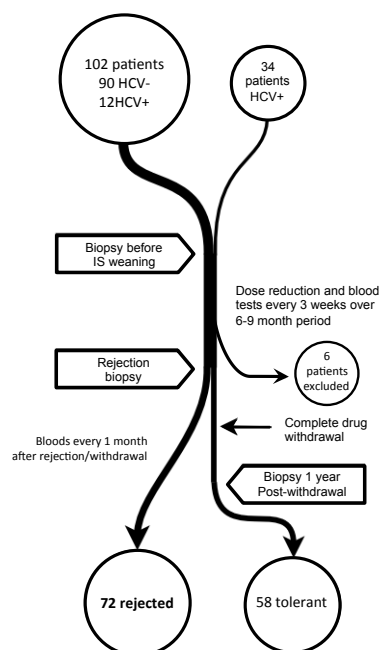 102 patients
90 HCV-
12HCV+
34
patients
HCV+
Biopsy before
IS weaning
Dose reduction and blood
tests every 3 weeks over
6-9 month period
Rejection
biopsy
6
patients
excluded
Complete drug
withdrawal
Bloods every 1 month
after rejection/withdrawal
Biopsy 1 year
Post-withdrawal
72 rejected
58 tolerant